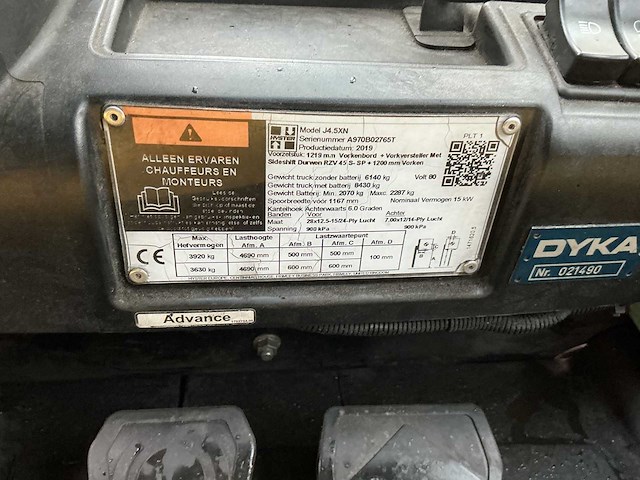 HYSTER
Model J4.5XN
Serienummer A970B02765T
Productiedatum 2019
PLT 1
Voorzetstuk: 1219 mm Vorkenbord + Vorkversteller Met
Sideshift Durwen RZV 45 S- SP + 1200 mm Vorken
Gewicht truck zonder batterij 6140 kg Volt 80
Gewicht truck met batterij 8430 kg
Gewicht Batterij: Min. 2070 kg Max. 2287 kg
Spoorbreedte vóór 1167 mm Nominaal Vermogen 15 kW
Kantelhoek Achterwaarts 6.0 Graden
Banden Voor Achter
Maat 28x12.5-15/24-Ply Lucht 7.00x12/14-Ply Lucht
Spanning 900 kPa 900 kPa
ALLEEN ERVAREN
CHAUFFEURS EN
MONTEURS
CE
Max. Hefvermogen Lasthoogte Afm. A Lastzwaartepunt Afm. B Afm. C Afm. D
3920 kg 4690 mm 500 mm 500 mm 100 mm
3630 kg 4690 mm 600 mm 600 mm
Advance
DYKA
Nr. 021490